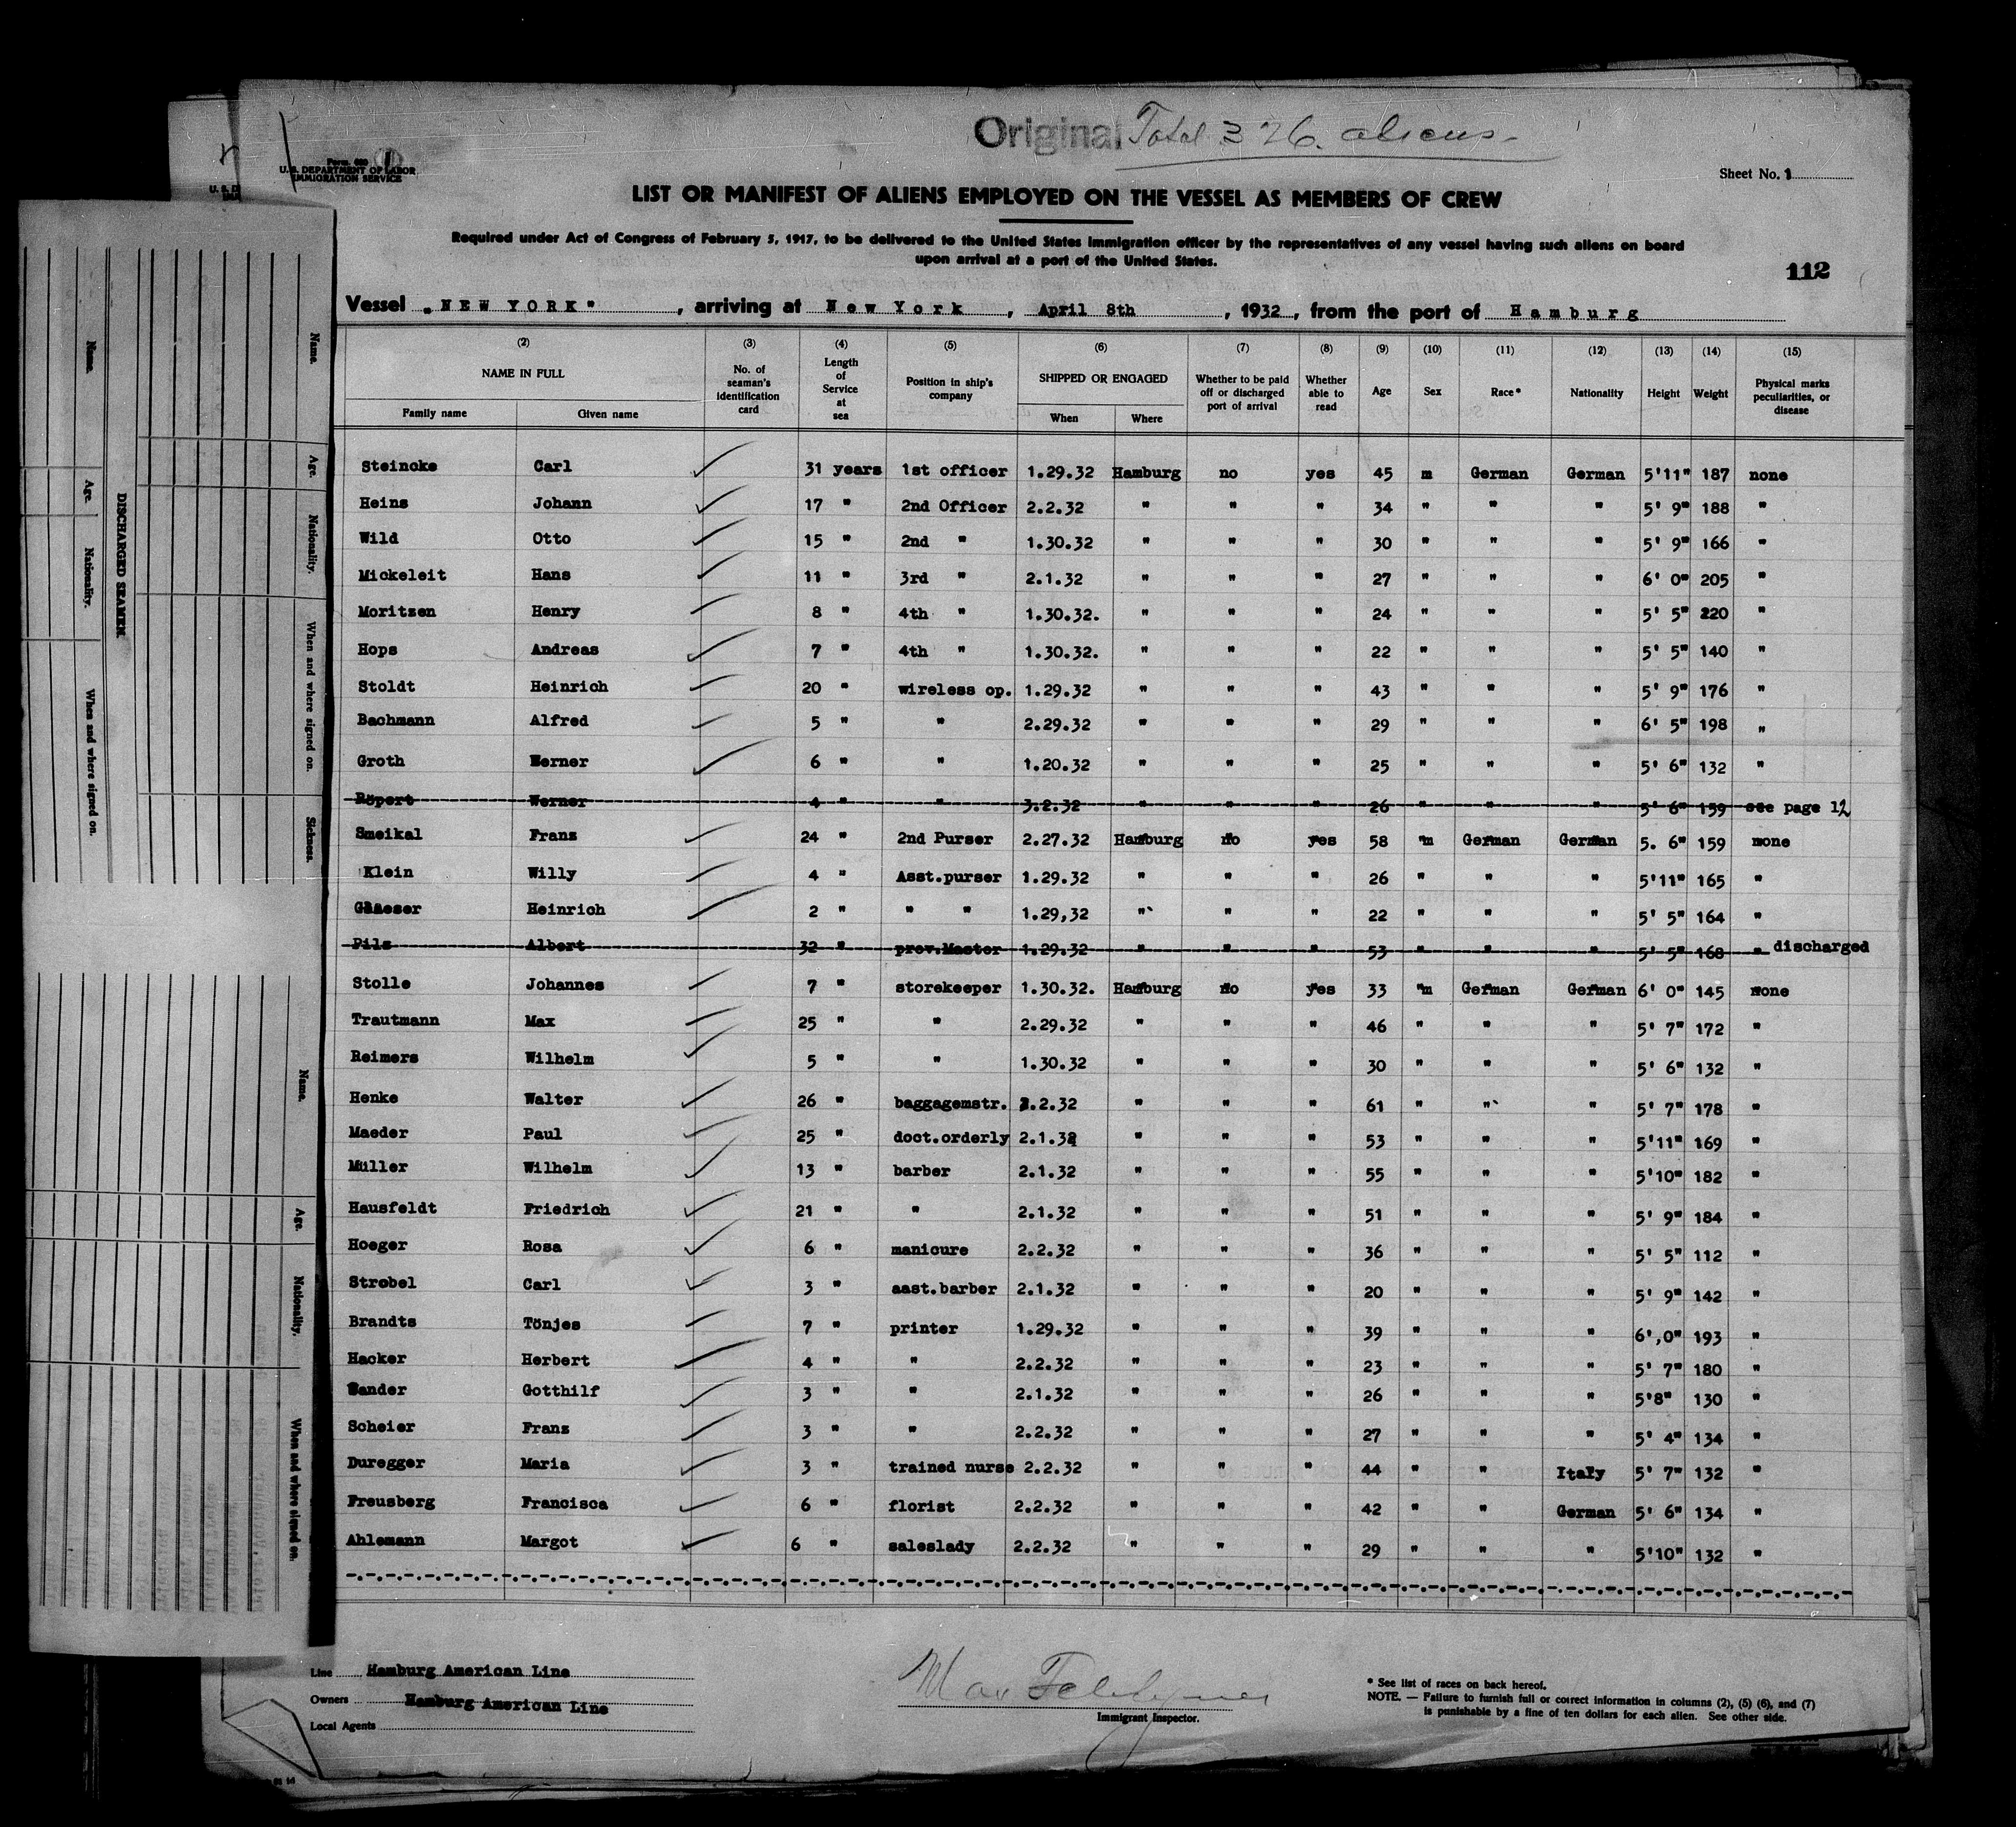 Original Total 326. aliens-
Form 680
U. S. DEPARTMENT OF LABOR
IMMIGRATION SERVICE
Sheet No. 1
LIST OR MANIFEST OF ALIENS EMPLOYED ON THE VESSEL AS MEMBERS OF CREW
Required under Act of Congress of February 5, 1917, to be delivered to the United States immigration officer by the representatives of any vessel having such aliens on board
upon arrival at a port of the United States.
112
Vessel „NEW YORK", arriving at New York, April 8th, 1932, from the port of Hamburg
(2) (3) (4) (5) (6) (7) (8) (9) (10) (11) (12) (13) (14) (15)
NAME IN FULL No. of seaman's identification card Length of Service at sea Position in ship's company SHIPPED OR ENGAGED Whether to be paid off or discharged port of arrival Whether able to read Age Sex Race* Nationality Height Weight Physical marks peculiarities, or disease
Family name Given name When Where
Steincke Carl 31 years 1st officer 1.29.32 Hamburg no yes 45 m German German 5'11" 187 none
Heins Johann 17 " 2nd Officer 2.2.32 " " " 34 " " " 5' 9" 188 "
Wild Otto 15 " 2nd " 1.30.32 " " " 30 " " " 5' 9" 166 "
Mickeleit Hans 11 " 3rd " 2.1.32 " " " 27 " " " 6' 0" 205 "
Moritzen Henry 8 " 4th " 1.30.32. " " " 24 " " " 5' 5" 220 "
Hops Andreas 7 " 4th " 1.30.32. " " " 22 " " " 5' 5" 140 "
Stoldt Heinrich 20 " wireless op. 1.29.32 " " " 43 " " " 5' 9" 176 "
Bachmann Alfred 5 " " 2.29.32 " " " 29 " " " 6' 5" 198 "
Groth Werner 6 " " 1.20.32 " " " 25 " " " 5' 6" 132 "
Röpert Werner 4 " " 3.2.32 " " " 26 " " " 5' 6" 159 see page 12
Smeikal Franz 24 " 2nd Purser 2.27.32 Hamburg no yes 58 m German German 5. 6" 159 none
Klein Willy 4 " Asst.purser 1.29.32 " " " 26 " " " 5'11" 165 "
Glaeser Heinrich 2 " " " 1.29,32 " " " 22 " " " 5' 5" 164 "
Pilz Albert 32 " prov.Master 1.29.32 " " " 53 " " " 5' 5" 168 " discharged
Stolle Johannes 7 " storekeeper 1.30.32. Hamburg no yes 33 m German German 6' 0" 145 none
Trautmann Max 25 " " 2.29.32 " " " 46 " " " 5' 7" 172 "
Reimers Wilhelm 5 " " 1.30.32 " " " 30 " " " 5' 6" 132 "
Henke Walter 26 " baggagemstr. 2.2.32 " " " 61 " " " 5' 7" 178 "
Maeder Paul 25 " doct.orderly 2.1.32 " " " 53 " " " 5'11" 169 "
Müller Wilhelm 13 " barber 2.1.32 " " " 55 " " " 5'10" 182 "
Hausfeldt Friedrich 21 " " 2.1.32 " " " 51 " " " 5' 9" 184 "
Hoeger Rosa 6 " manicure 2.2.32 " " " 36 " " " 5' 5" 112 "
Strobel Carl 3 " aast.barber 2.1.32 " " " 20 " " " 5' 9" 142 "
Brandts Tönjes 7 " printer 1.29.32 " " " 39 " " " 6',0" 193 "
Hacker Herbert 4 " " 2.2.32 " " " 23 " " " 5' 7" 180 "
Sander Gotthilf 3 " " 2.1.32 " " " 26 " " " 5'8" 130 "
Scheier Franz 3 " " 2.2.32 " " " 27 " " " 5' 4" 134 "
Duregger Maria 3 " trained nurse 2.2.32 " " " 44 " " Italy 5' 7" 132 "
Freusberg Francisca 6 " florist 2.2.32 " " " 42 " " German 5' 6" 134 "
Ahlemann Margot 6 " saleslady 2.2.32 " " " 29 " " " 5'10" 132 "
Line Hamburg American Line
Owners Hamburg American Line
Local Agents
Max
Immigrant Inspector.
* See list of races on back hereof.
NOTE. — Failure to furnish full or correct information in columns (2), (5) (6), and (7)
is punishable by a fine of ten dollars for each alien. See other side.
DISCHARGED SEAMEN
Name. Age. Nationality. When and where signed on. Sickness.
Name. Age. Nationality. When and where signed on.
Name. Age. Nationality. When and where signed on.